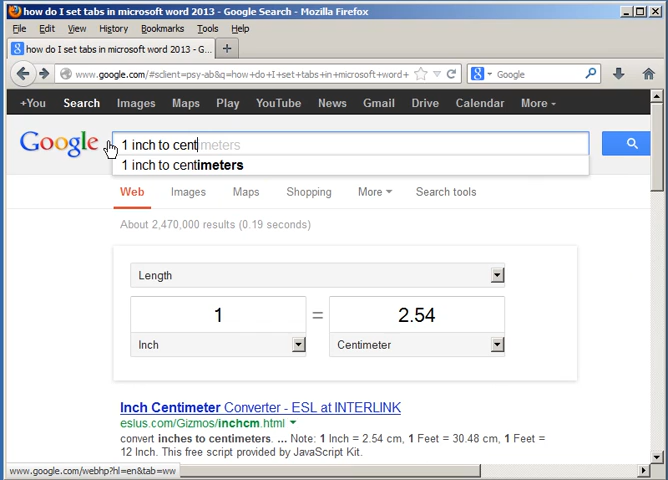 how do I set tabs in microsoft word 2013 - Google Search - Mozilla Firefox
File Edit View History Bookmarks Tools Help
how do I set tabs in microsoft word 2013 - G...
www.google.com/#sclient=psy-ab&q=how+do+I+set+tabs+in+microsoft+word+
Google
+You Search Images Maps Play YouTube News Gmail Drive Calendar More
Google
1 inch to centimeters
1 inch to centimeters
Web Images Maps Shopping More Search tools
About 2,470,000 results (0.19 seconds)
Length
1 = 2.54
Inch Centimeter
Inch Centimeter Converter - ESL at INTERLINK
eslus.com/Gizmos/inchcm.html
convert inches to centimeters. ... Note: 1 Inch = 2.54 cm, 1 Feet = 30.48 cm, 1 Feet =
12 Inch. This free script provided by JavaScript Kit.
www.google.com/webhp?hl=en&tab=ww